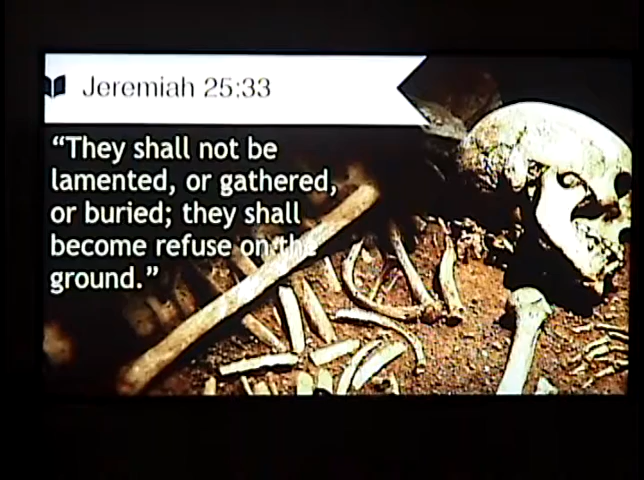 Jeremiah 25:33
“They shall not be
lamented, or gathered,
or buried; they shall
become refuse on the
ground.”